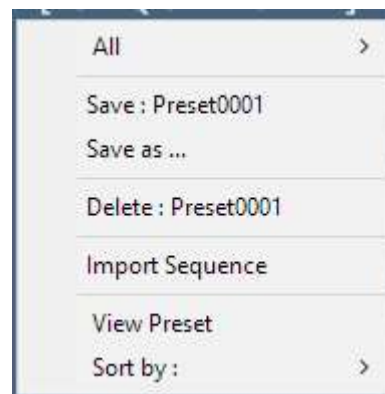 All
Save : Preset0001
Save as ...
Delete : Preset0001
Import Sequence
View Preset
Sort by :